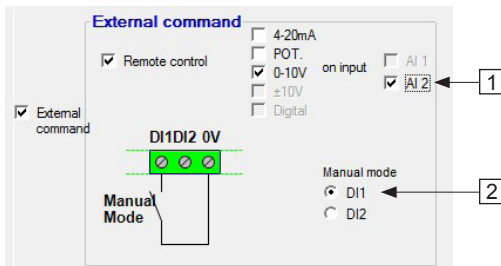 External command
4-20mA
POT.
0-10V
±10V
Digital
Remote control
on input
AI 1
AI 2
1
External
command
DI1DI2 0V
Manual
Mode
Manual mode
DI1
DI2
2